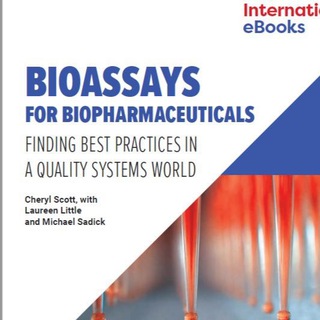 Internati
eBooks
BIOASSAYS
FOR BIOPHARMACEUTICALS
FINDING BEST PRACTICES IN
A QUALITY SYSTEMS WORLD
Cheryl Scott, with
Laureen Little
and Michael Sadick